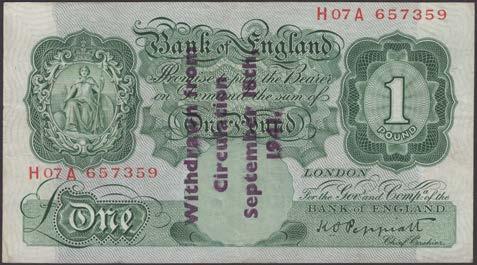 H07A 657359
Bank of England
Promise to pay the Bearer
on Demand the sum of
One Pound
1
POUND
H07A 657359
LONDON
For the Govr. and Compa. of the
BANK OF ENGLAND
£One
K O Peppiatt
Chief Cashier.
Withdrawn from
Circulation
September 18th
1941.